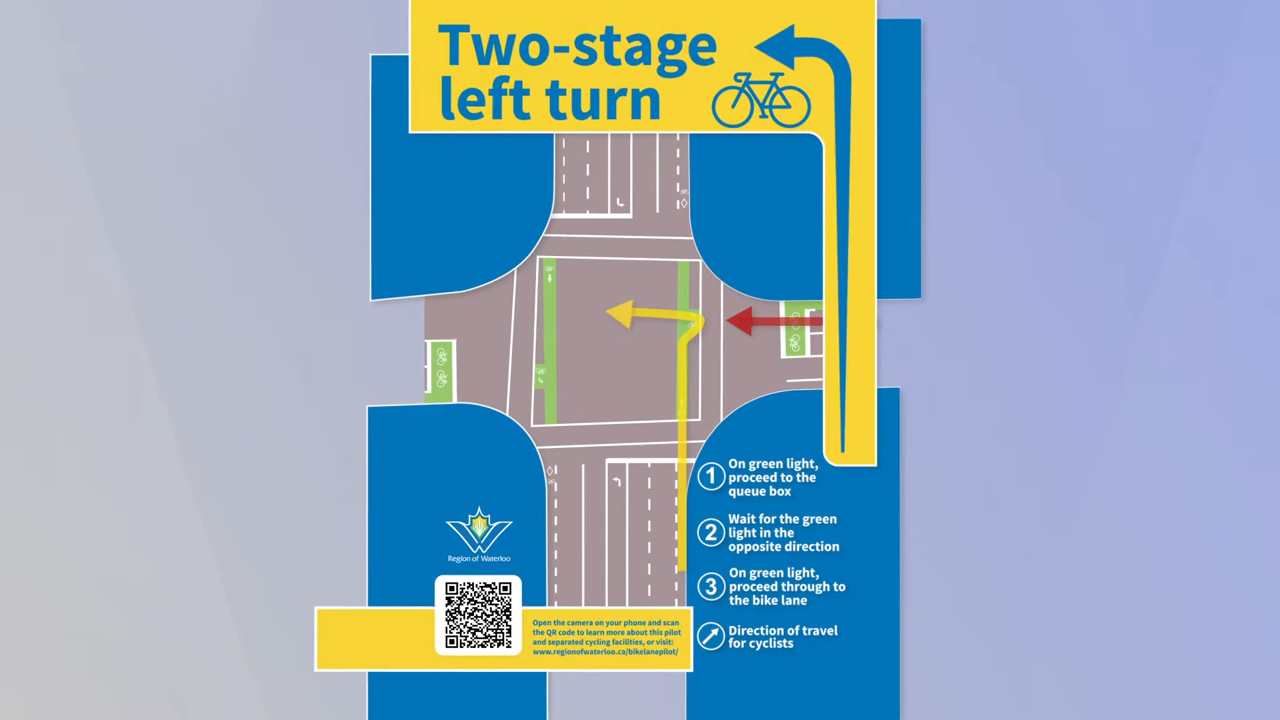 Two-stage
left turn
1 On green light,
proceed to the
queue box
2 Wait for the green
light in the
opposite direction
3 On green light,
proceed through to
the bike lane
Direction of travel
for cyclists
Region of Waterloo
Open the camera on your phone and scan
the QR code to learn more about this pilot
and separated cycling facilities, or visit:
www.regionofwaterloo.ca/bikelanepilot/